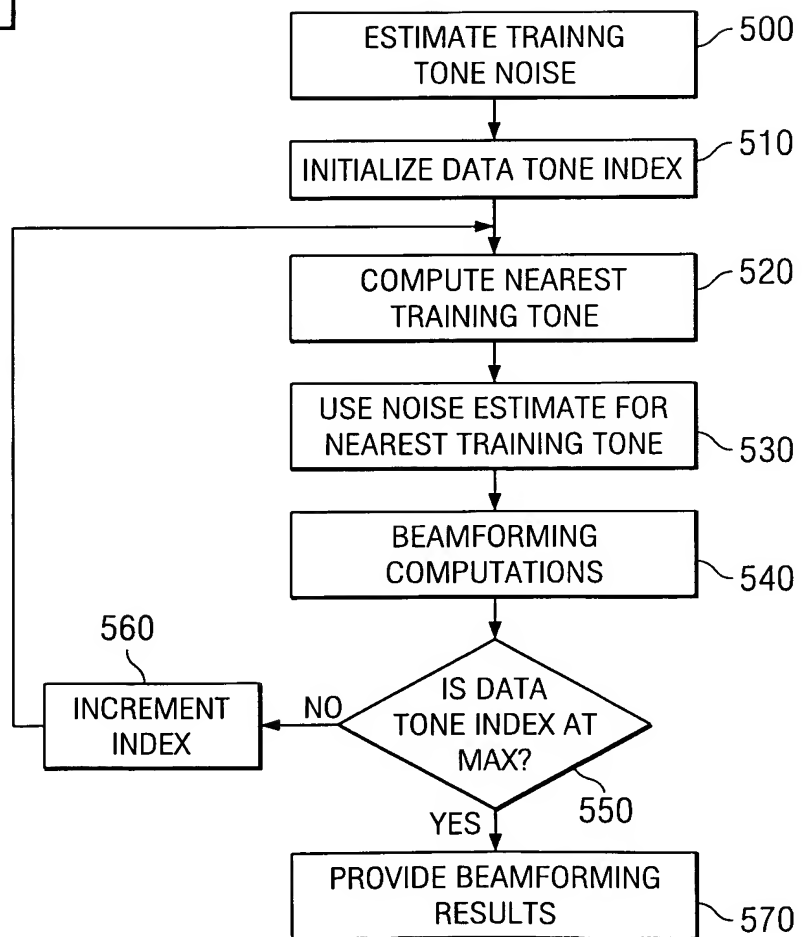 ESTIMATE TRAINNG
TONE NOISE
500
INITIALIZE DATA TONE INDEX
510
COMPUTE NEAREST
TRAINING TONE
520
USE NOISE ESTIMATE FOR
NEAREST TRAINING TONE
530
BEAMFORMING
COMPUTATIONS
540
IS DATA
TONE INDEX AT
MAX?
550
NO
560
INCREMENT
INDEX
YES
PROVIDE BEAMFORMING
RESULTS
570